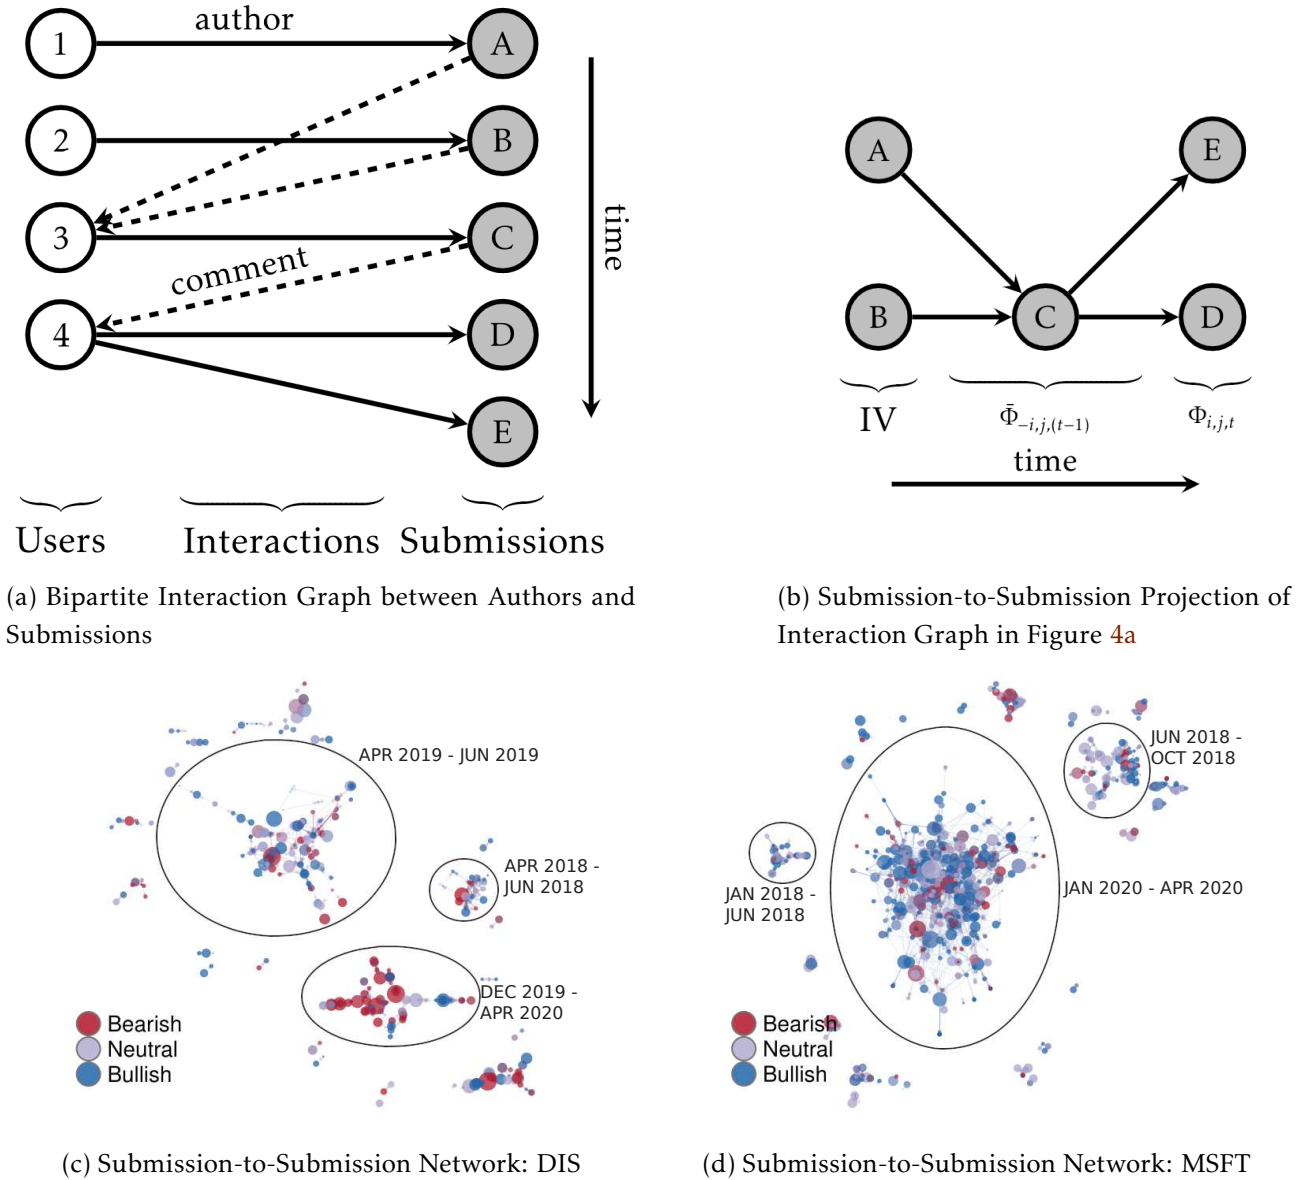 author
1
A
2
B
3
C
comment
4
D
E
time
Users
Interactions
Submissions
(a) Bipartite Interaction Graph between Authors and
Submissions
A
E
B
C
D
IV
Φ̄₋ᵢ,ⱼ,₍ₜ₋₁₎
Φᵢ,ⱼ,ₜ
time
(b) Submission-to-Submission Projection of
Interaction Graph in Figure 4a
APR 2019 - JUN 2019
APR 2018 -
JUN 2018
DEC 2019 -
APR 2020
Bearish
Neutral
Bullish
(c) Submission-to-Submission Network: DIS
JUN 2018 -
OCT 2018
JAN 2018 -
JUN 2018
JAN 2020 - APR 2020
Bearish
Neutral
Bullish
(d) Submission-to-Submission Network: MSFT